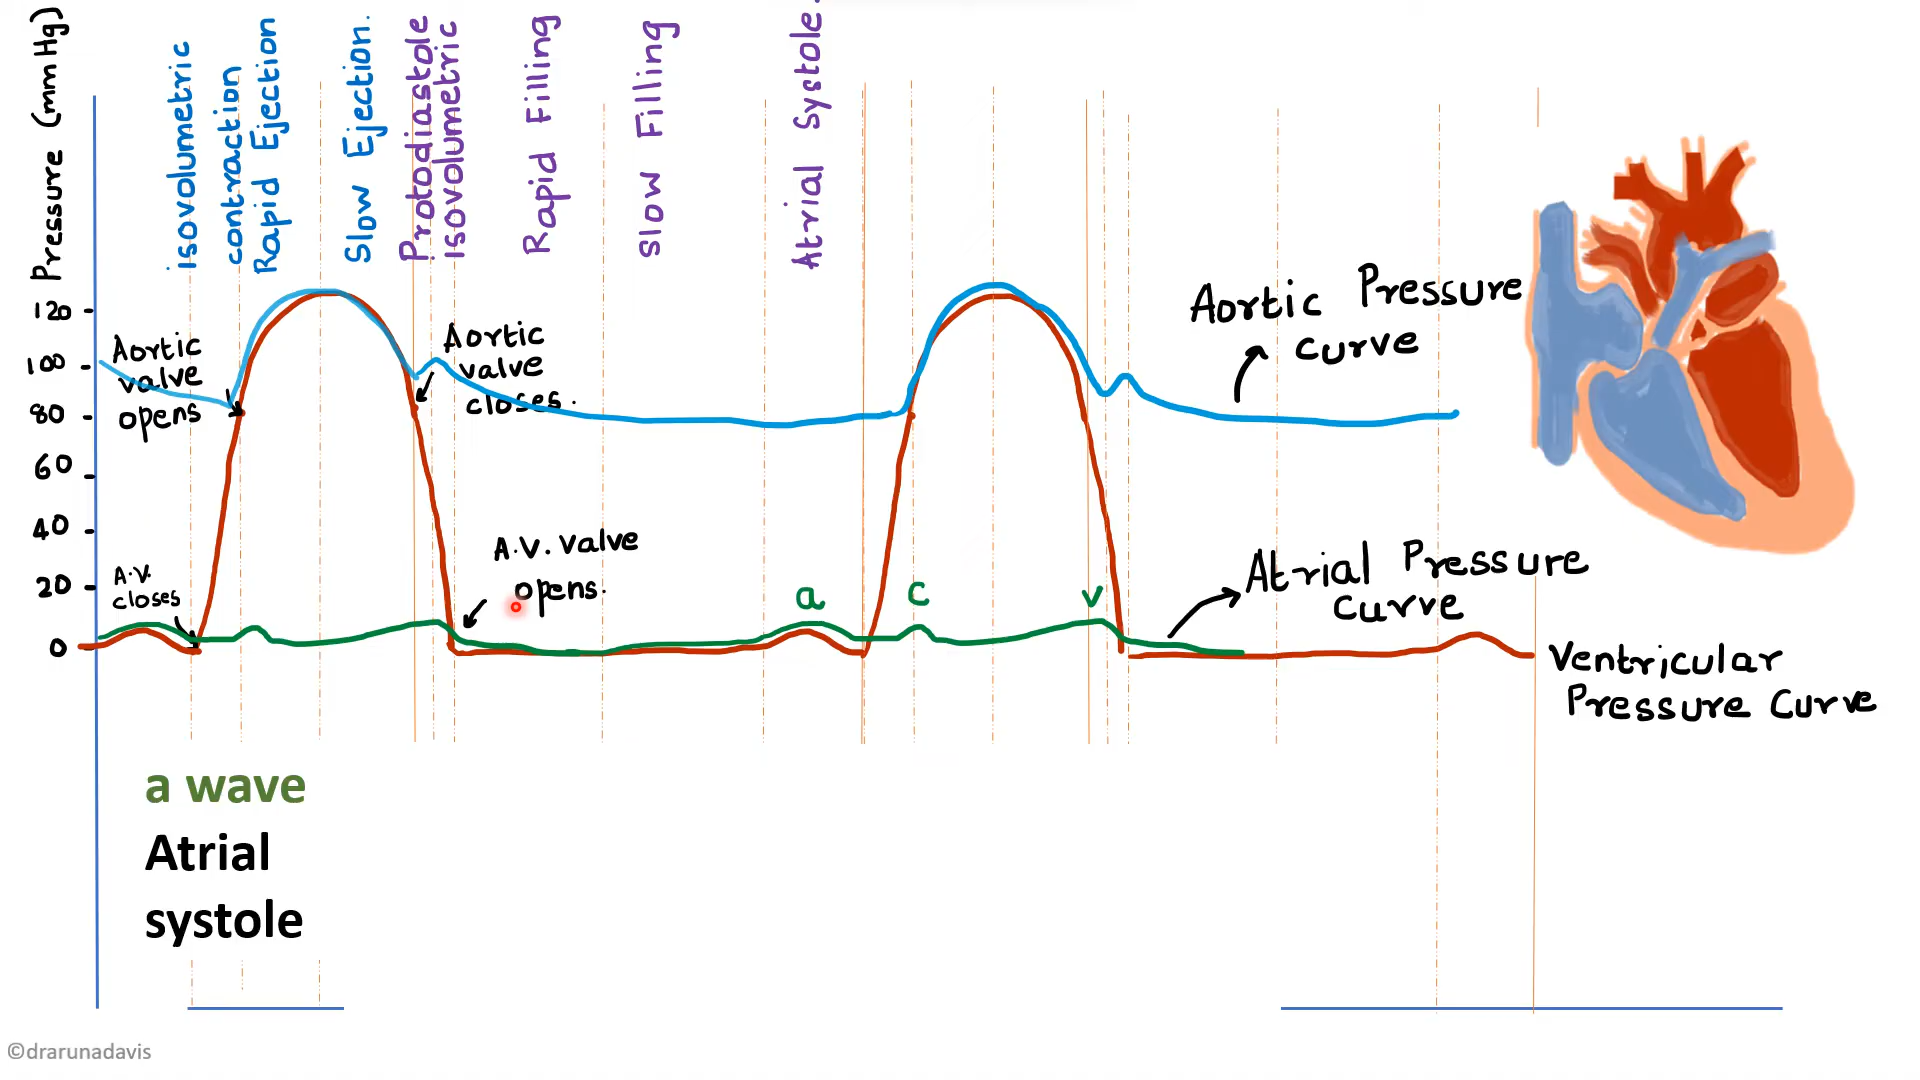 Pressure (mmHg)
isovolumetric
contraction
Rapid Ejection
Slow Ejection.
Protodiastole
isovolumetric
Rapid Filling
Slow Filling
Atrial Systole.
120
100
80
60
40
20
0
Aortic
valve
opens
Aortic
valve
closes.
A.V.
closes
A.V. valve
opens.
a
c
v
Aortic Pressure
curve
Atrial Pressure
curve
Ventricular
Pressure Curve
a wave
Atrial
systole
©drarunadavis